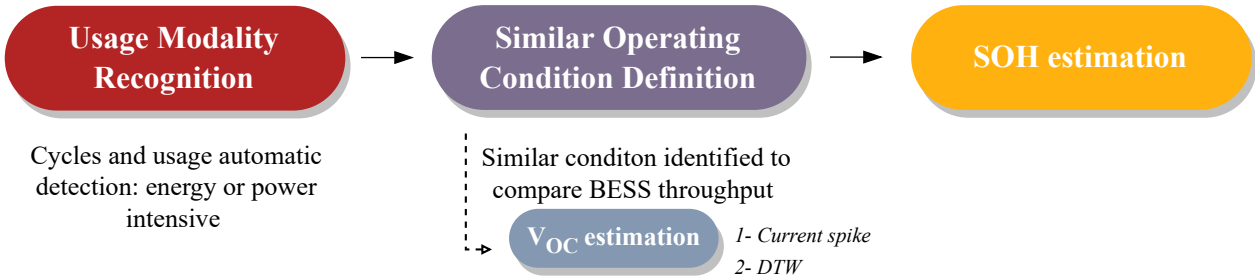 Usage Modality
Recognition
Similar Operating
Condition Definition
SOH estimation
Cycles and usage automatic
detection: energy or power
intensive
Similar conditon identified to
compare BESS throughput
V_OC estimation
1- Current spike
2- DTW